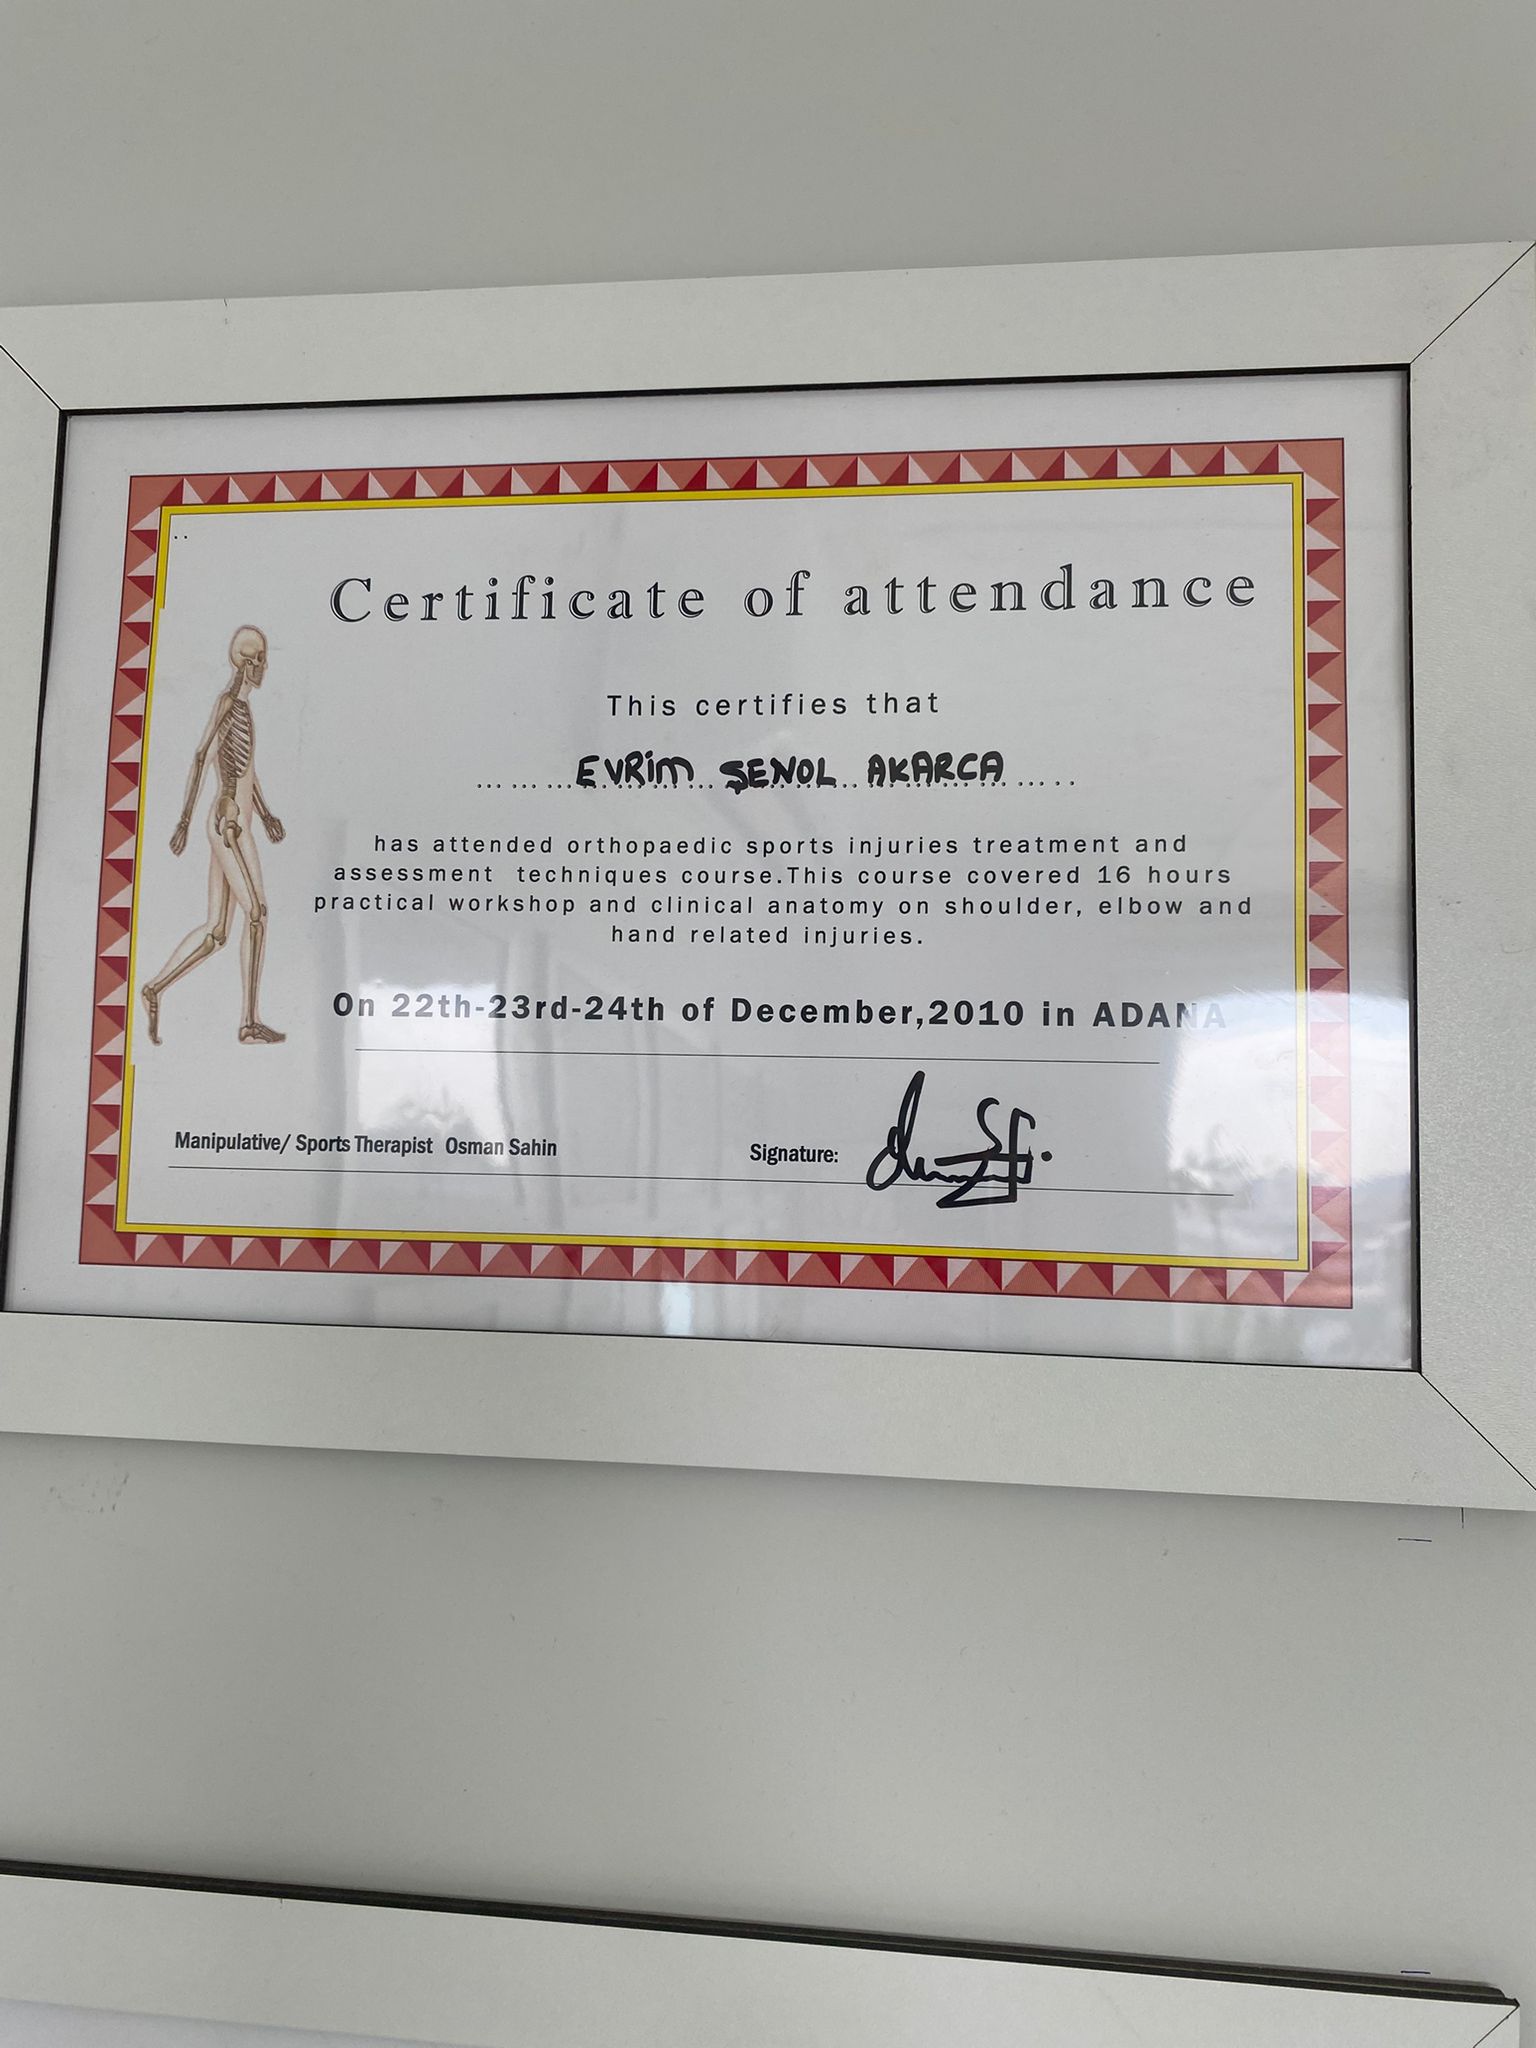 Certificate of attendance
This certifies that
EVRİM ŞENOL AKARCA
has attended orthopaedic sports injuries treatment and
assessment techniques course.This course covered 16 hours
practical workshop and clinical anatomy on shoulder, elbow and
hand related injuries.
On 22th-23rd-24th of December,2010 in ADANA
Manipulative/ Sports Therapist Osman Sahin
Signature: